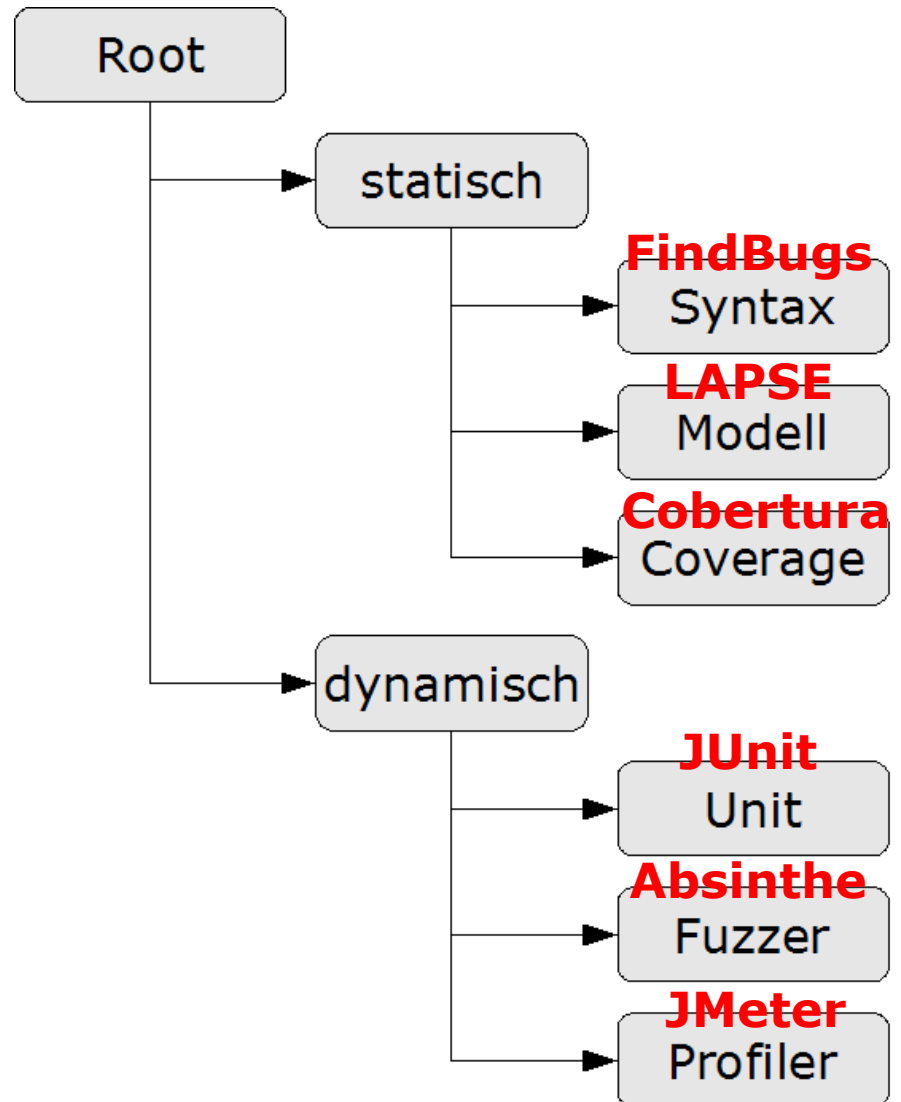 Root
statisch
FindBugs
Syntax
LAPSE
Modell
Cobertura
Coverage
dynamisch
JUnit
Unit
Absinthe
Fuzzer
JMeter
Profiler